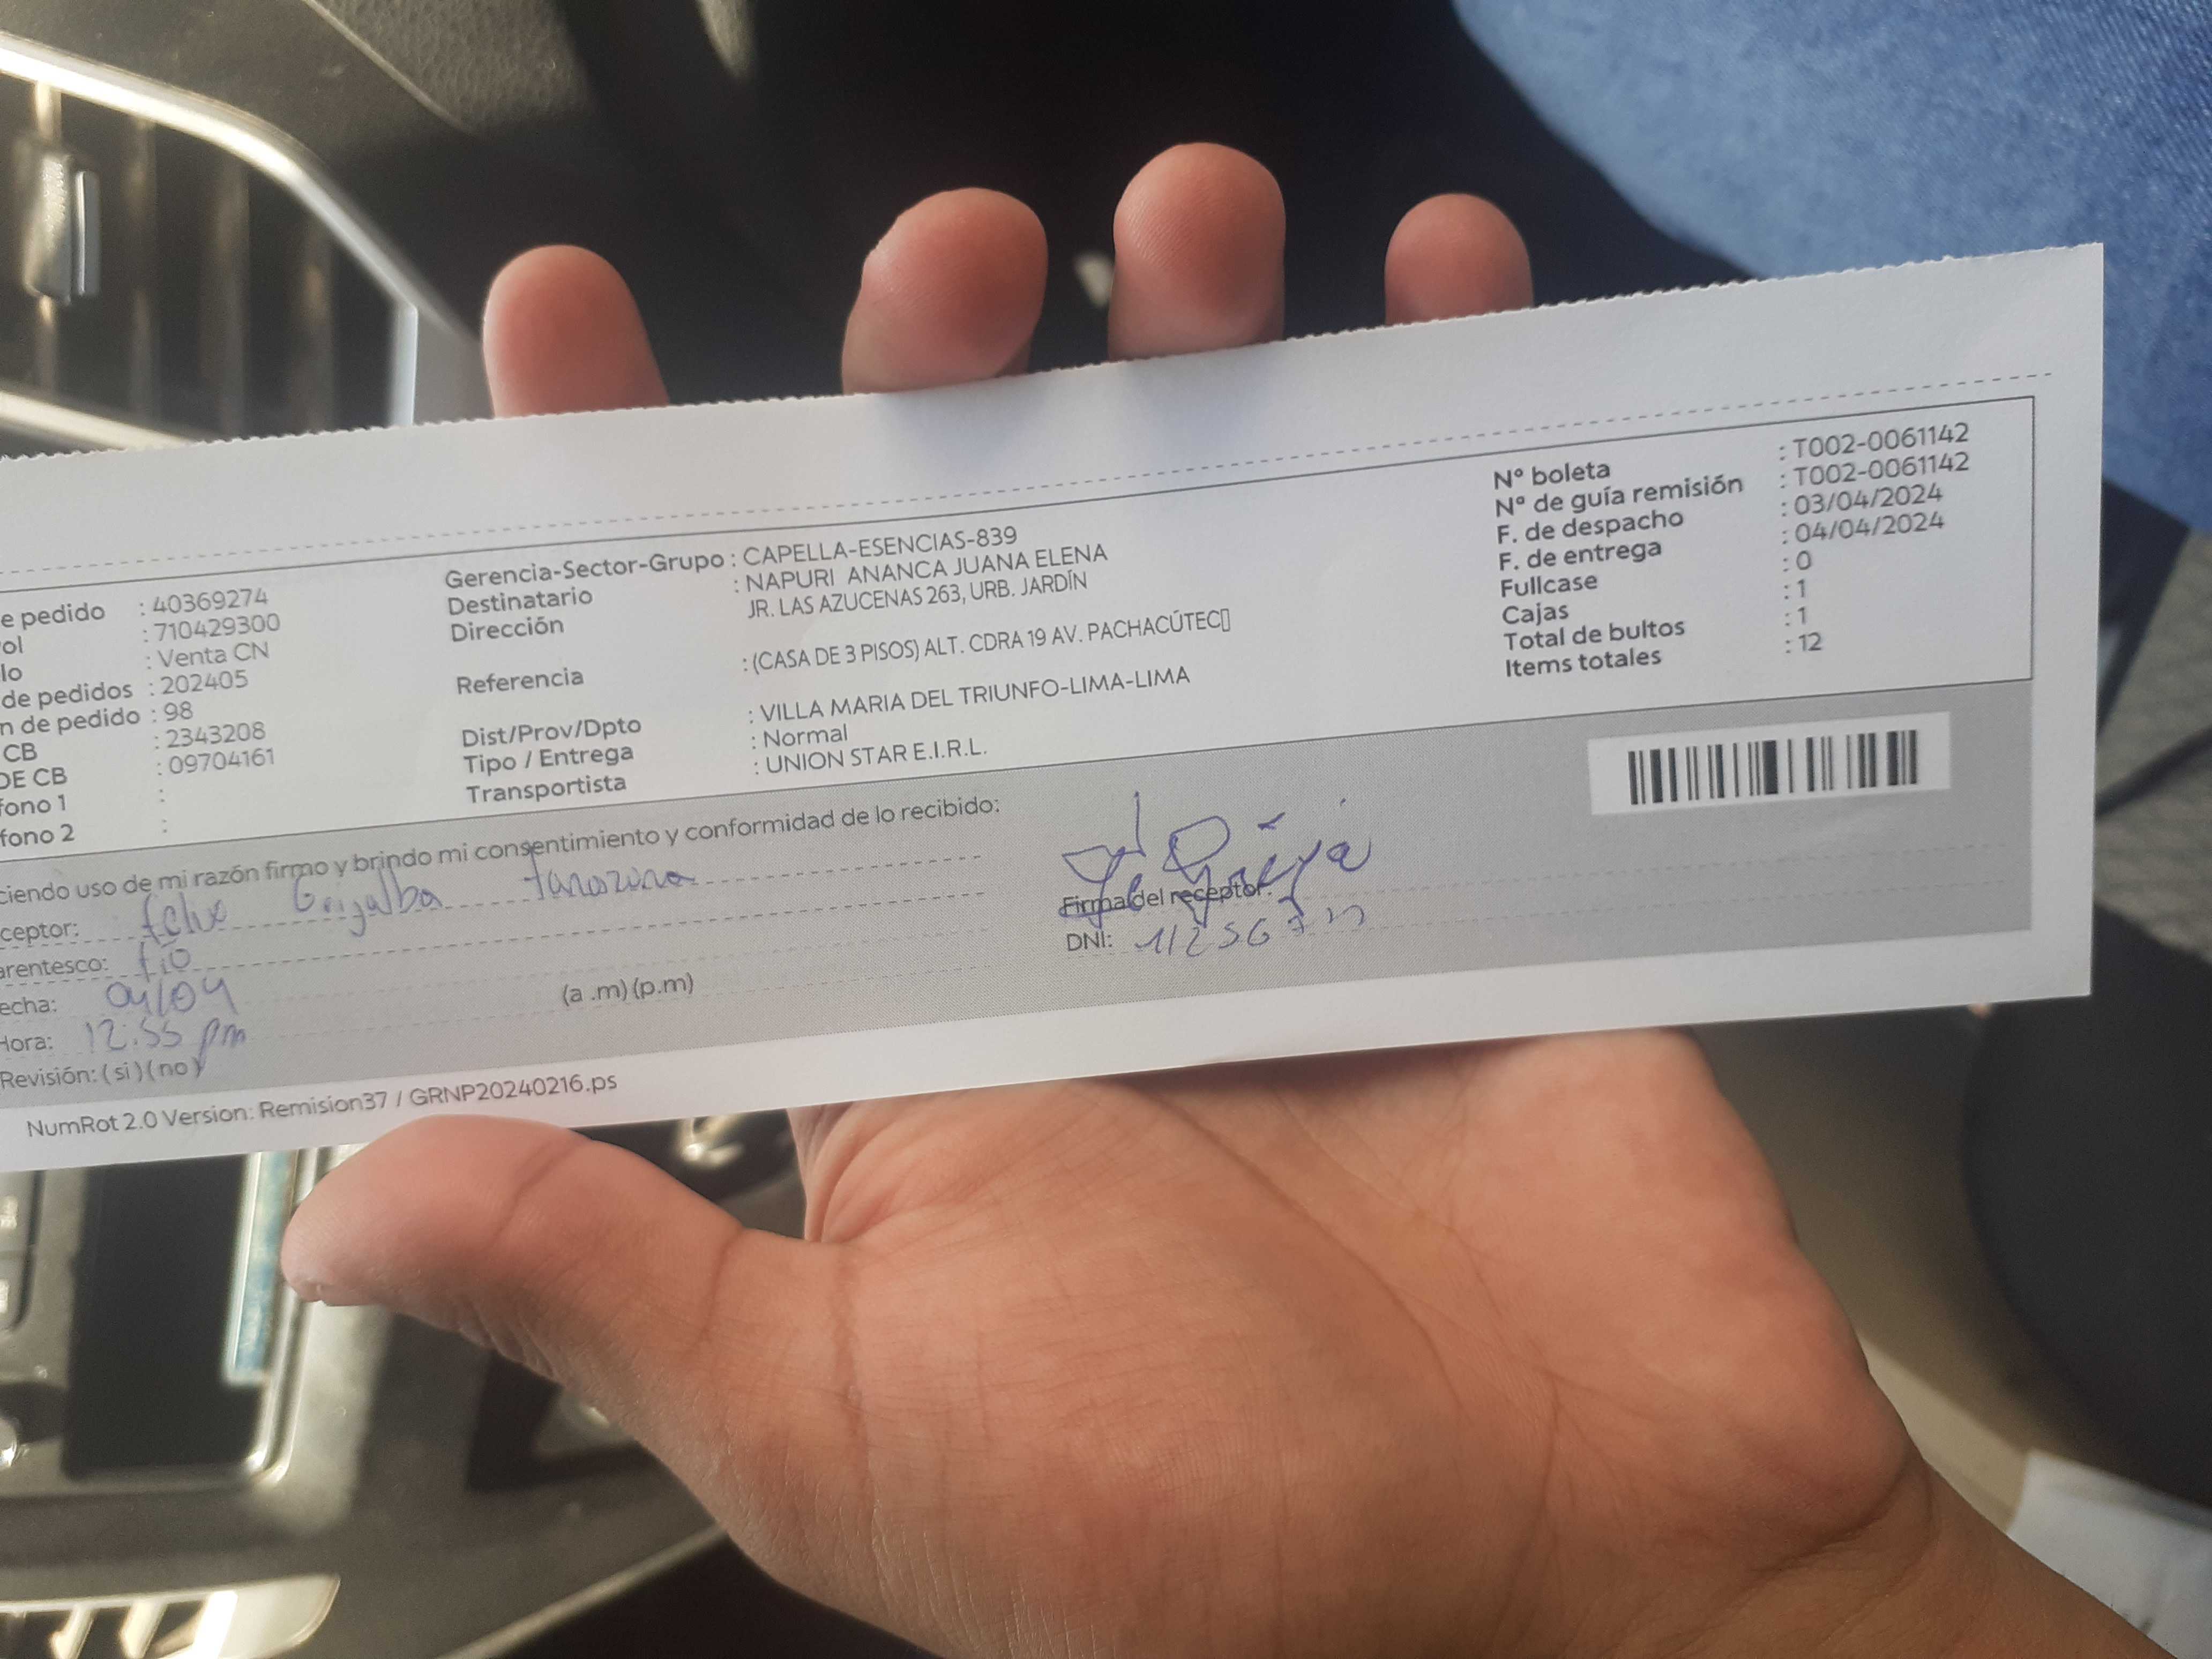 e pedido : 40369274
ol : 710429300
lo : Venta CN
de pedidos : 202405
n de pedido : 98
CB : 2343208
DE CB : 09704161
fono 1 :
fono 2 :
Gerencia-Sector-Grupo : CAPELLA-ESENCIAS-839
Destinatario : NAPURI ANANCA JUANA ELENA
Dirección JR. LAS AZUCENAS 263, URB. JARDÍN
Referencia : (CASA DE 3 PISOS) ALT. CDRA 19 AV. PACHACÚTEC▯
Dist/Prov/Dpto : VILLA MARIA DEL TRIUNFO-LIMA-LIMA
Tipo / Entrega : Normal
Transportista : UNION STAR E.I.R.L.
N° boleta : T002-0061142
N° de guía remisión : T002-0061142
F. de despacho : 03/04/2024
F. de entrega : 04/04/2024
Fullcase : 0
Cajas : 1
Total de bultos : 1
Items totales : 12
ciendo uso de mi razón firmo y brindo mi consentimiento y conformidad de lo recibido:
ceptor: Grijalba
arentesco: tío
echa: 04/04
Hora: 12:55 pm (a .m) (p.m)
Revisión: (si) (no)
Firma del receptor:
DNI:
NumRot 2.0 Version: Remision37 / GRNP20240216.ps